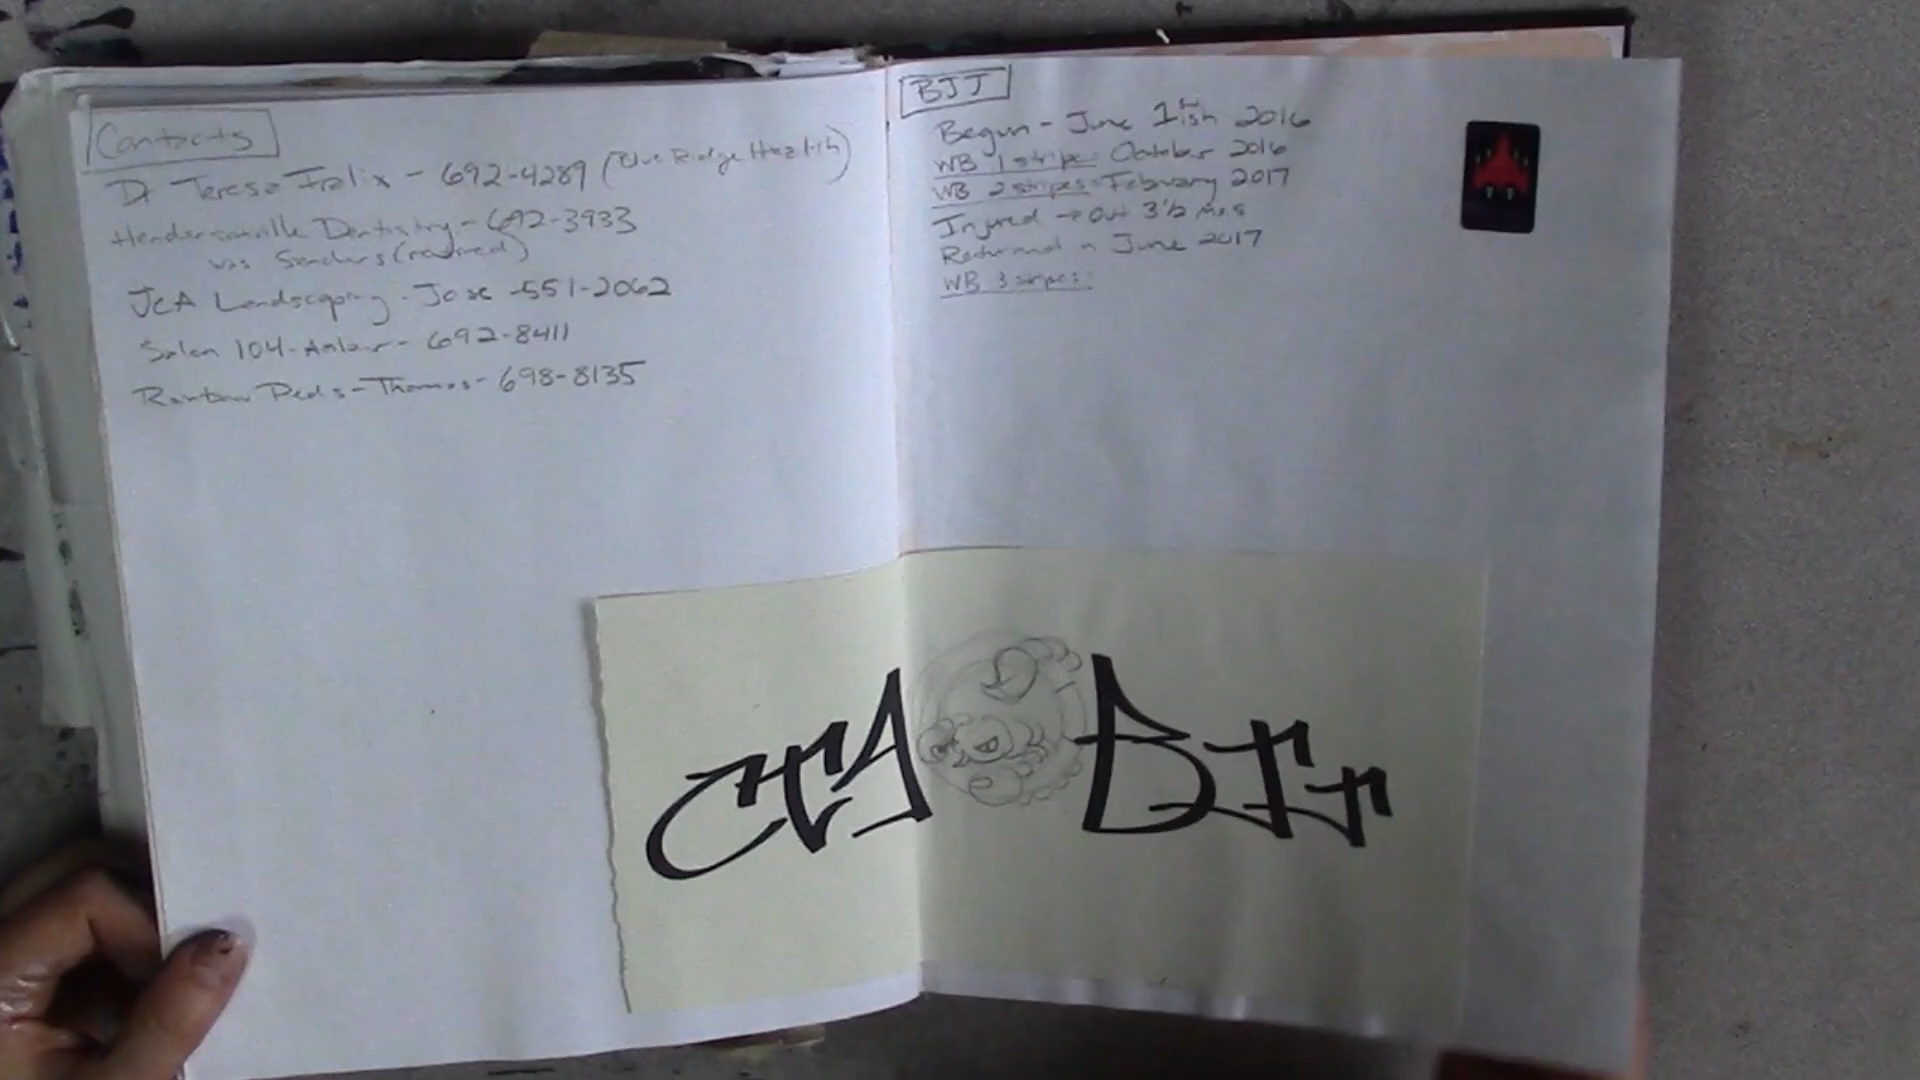 Contacts
Dr Teresa Fralix - 692-4289 (Blue Ridge Health)
Hendersonville Dentistry - 692-3933
was Sanders (retired)
JCA Landscaping - Jose - 551-2062
Salon 104 - Amber - 692-8411
Rainbow Peds - Thomas - 698-8135
BJJ
Begun - June 1st ish 2016
WB 1 stripe: October 2016
WB 2 stripes: February 2017
Injured → Out 3 1/2 mos
Returned - June 2017
WB 3 stripes: